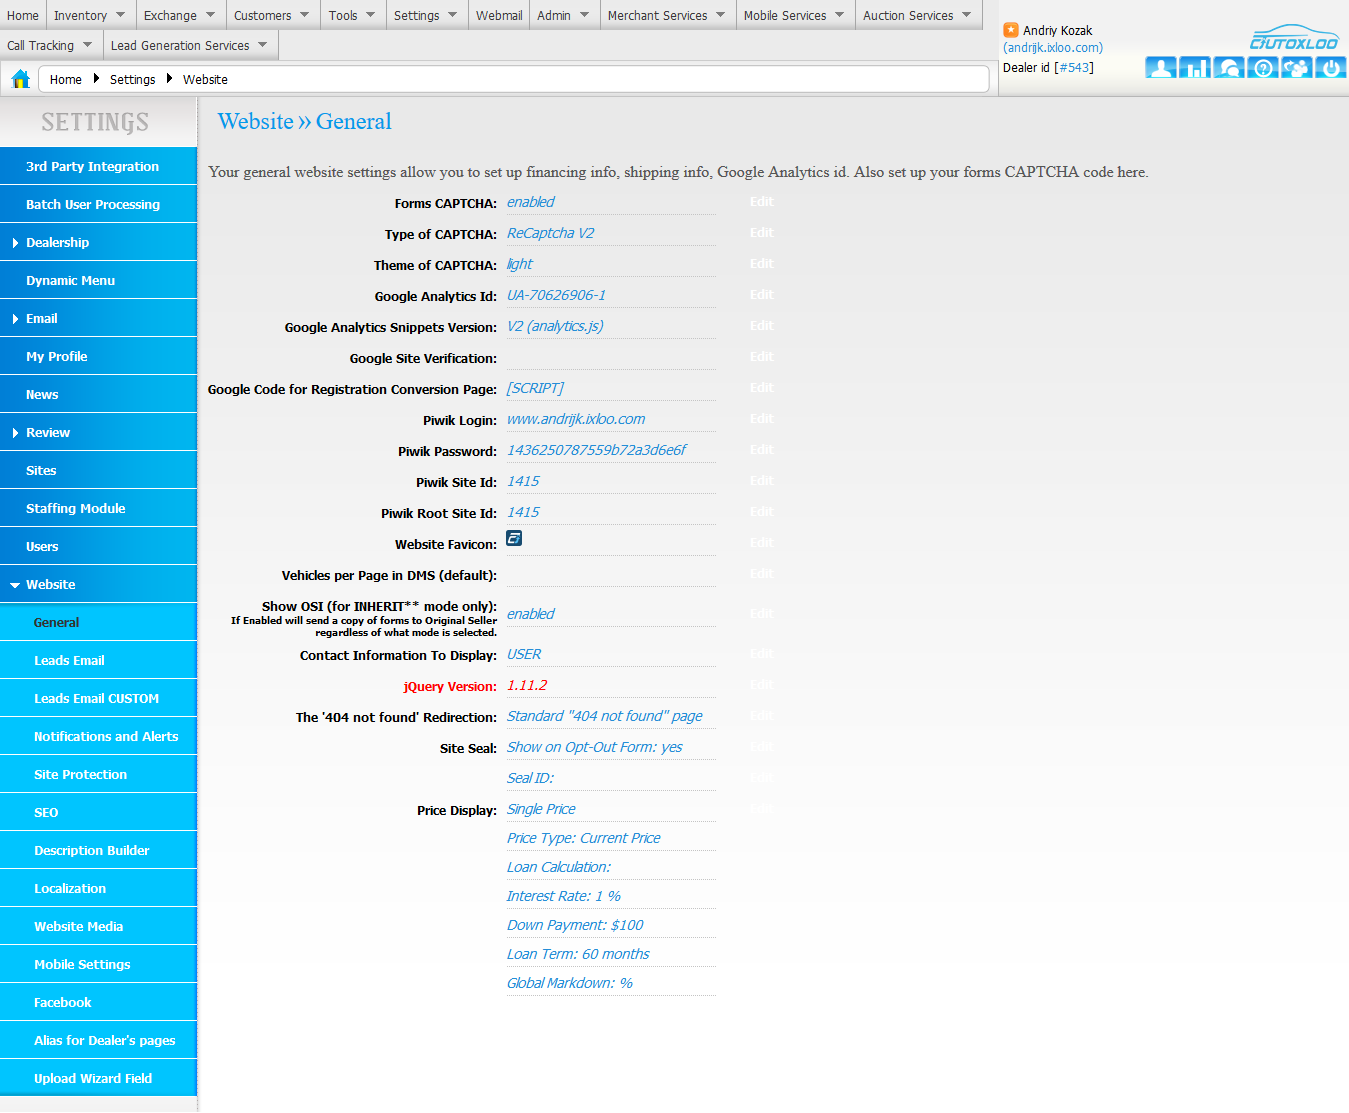 Home Inventory Exchange Customers Tools Settings Webmail Admin Merchant Services Mobile Services Auction Services
Call Tracking Lead Generation Services
Andriy Kozak
(andrijk.ixloo.com)
Dealer id [#543]
AUTOXLOO
Home Settings Website
SETTINGS
3rd Party Integration
Batch User Processing
Dealership
Dynamic Menu
Email
My Profile
News
Review
Sites
Staffing Module
Users
Website
General
Leads Email
Leads Email CUSTOM
Notifications and Alerts
Site Protection
SEO
Description Builder
Localization
Website Media
Mobile Settings
Facebook
Alias for Dealer's pages
Upload Wizard Field
Website » General
Your general website settings allow you to set up financing info, shipping info, Google Analytics id. Also set up your forms CAPTCHA code here.
Forms CAPTCHA: enabled Edit
Type of CAPTCHA: ReCaptcha V2 Edit
Theme of CAPTCHA: light Edit
Google Analytics Id: UA-70626906-1 Edit
Google Analytics Snippets Version: V2 (analytics.js) Edit
Google Site Verification: Edit
Google Code for Registration Conversion Page: [SCRIPT] Edit
Piwik Login: www.andrijk.ixloo.com Edit
Piwik Password: 1436250787559b72a3d6e6f Edit
Piwik Site Id: 1415 Edit
Piwik Root Site Id: 1415 Edit
Website Favicon: Edit
Vehicles per Page in DMS (default): Edit
Show OSI (for INHERIT** mode only): enabled Edit
If Enabled will send a copy of forms to Original Seller
regardless of what mode is selected.
Contact Information To Display: USER Edit
jQuery Version: 1.11.2 Edit
The '404 not found' Redirection: Standard "404 not found" page Edit
Site Seal: Show on Opt-Out Form: yes Edit
Seal ID: Edit
Price Display: Single Price
Price Type: Current Price
Loan Calculation:
Interest Rate: 1 %
Down Payment: $100
Loan Term: 60 months
Global Markdown: %